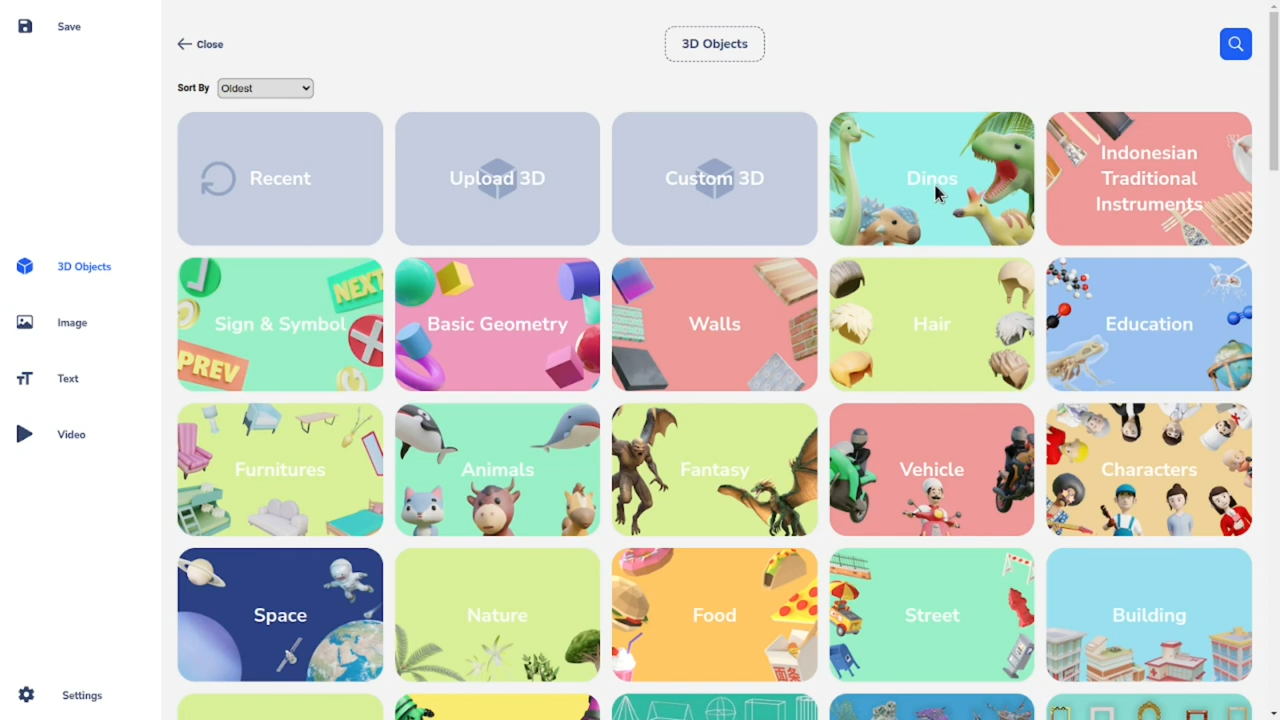 Save
Close
3D Objects
Sort By
Oldest
Recent
Upload 3D
Custom 3D
Dinos
Indonesian
Traditional
Instruments
Sign & Symbol
NEXT
PREV
Basic Geometry
Walls
Hair
Education
3D Objects
Image
Text
Video
Furnitures
Animals
Fantasy
Vehicle
Characters
Space
Nature
Food
Street
Building
Settings